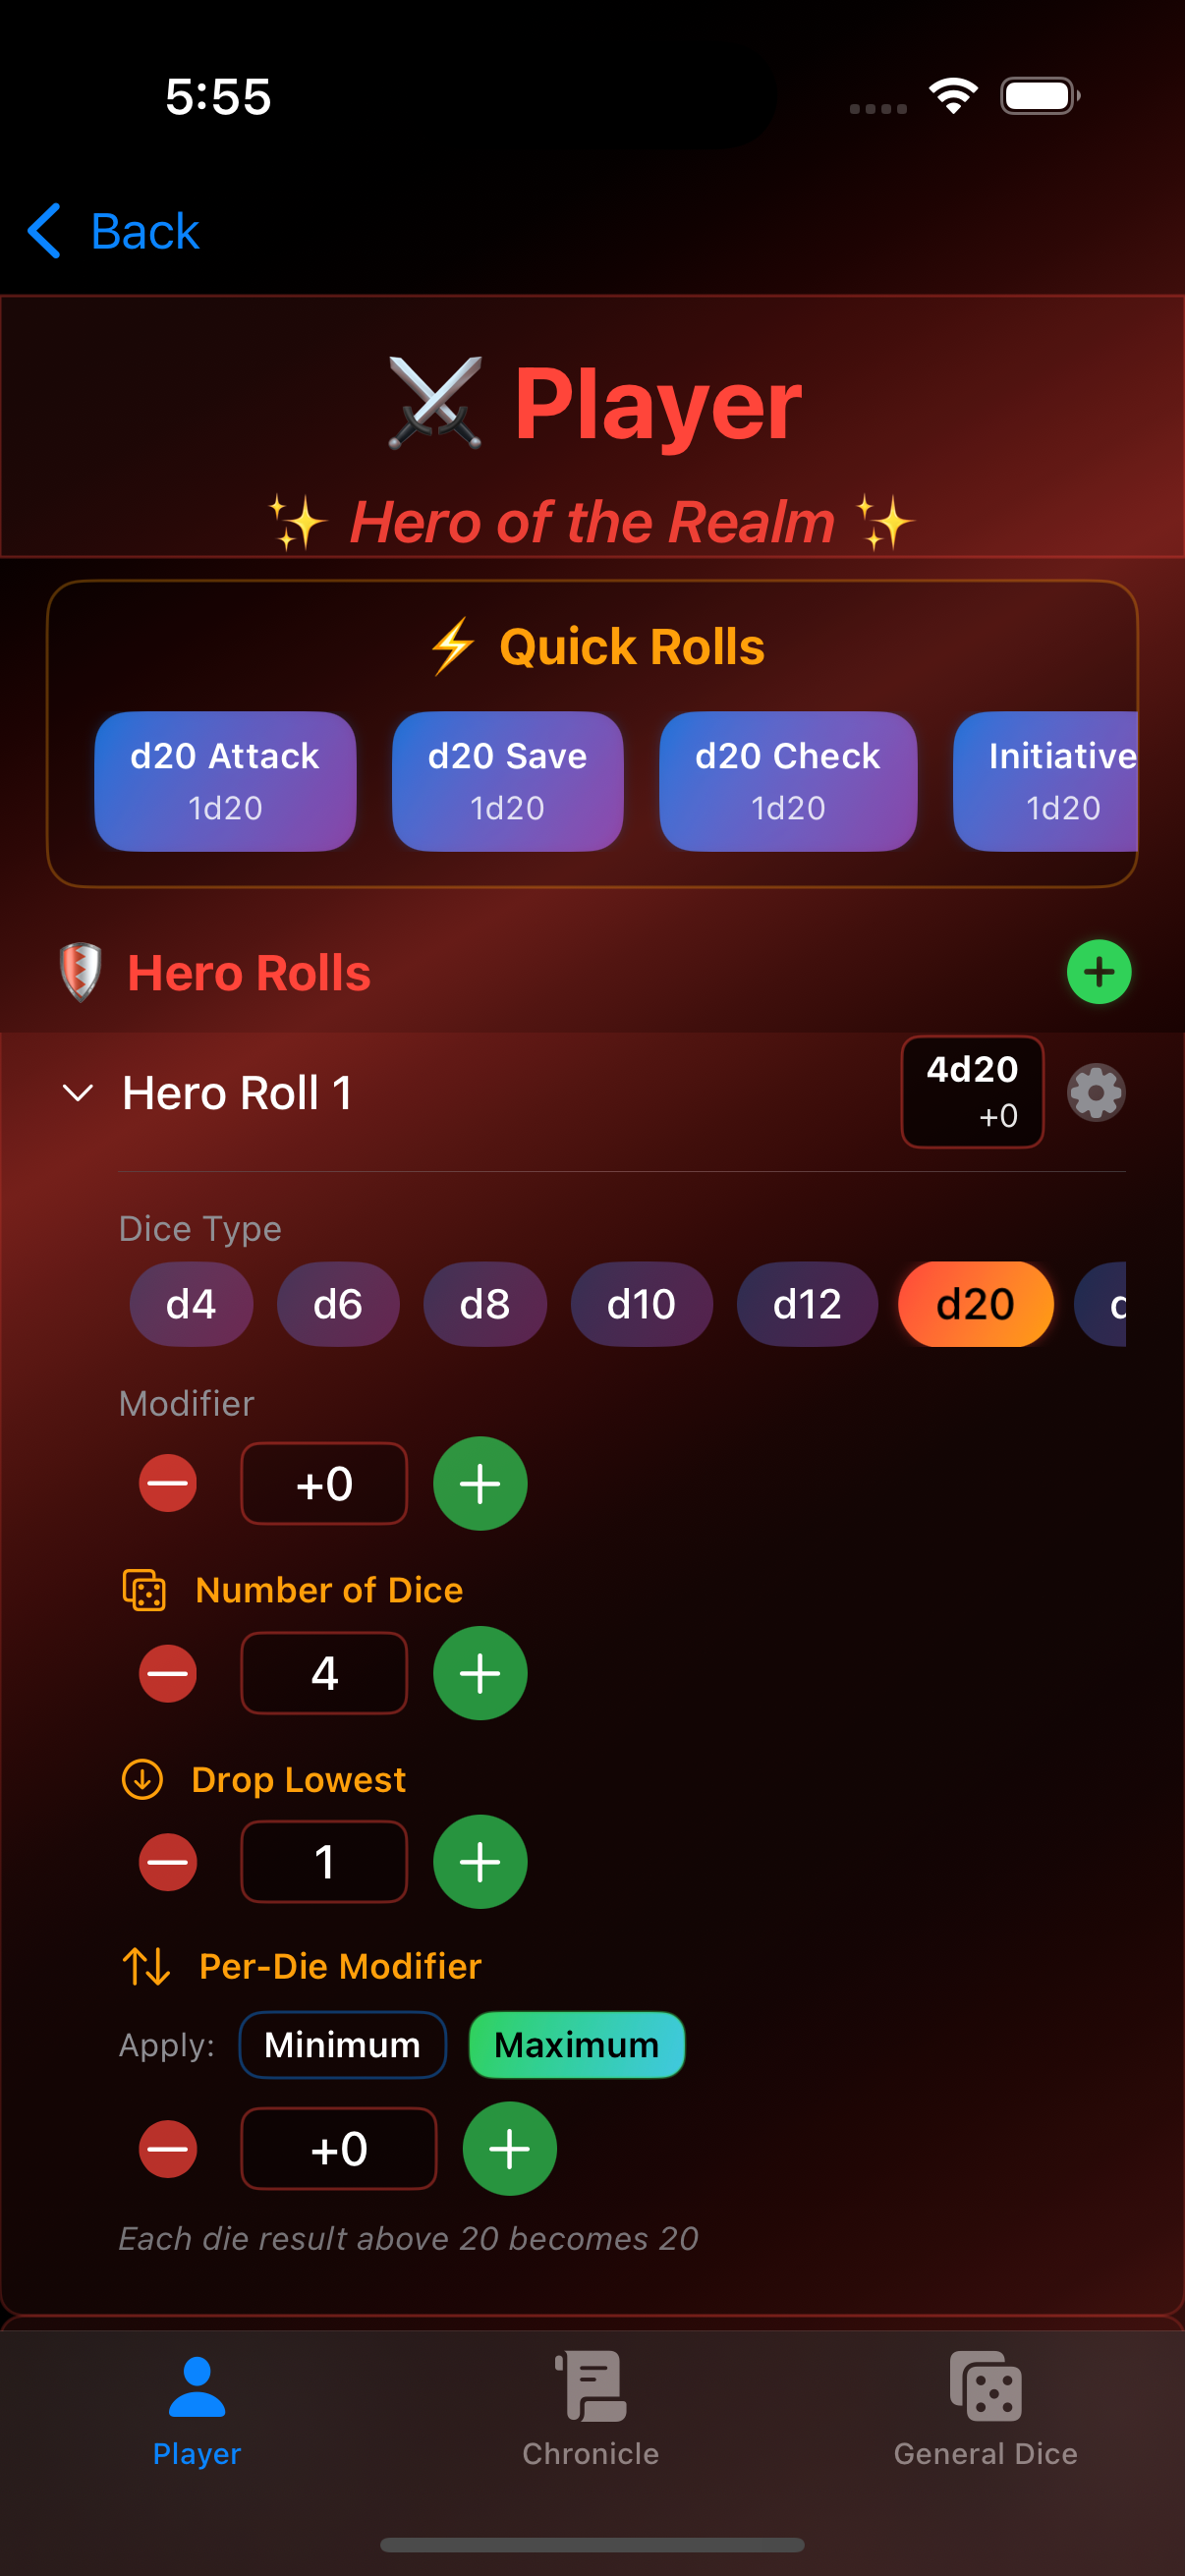 5:55
Back
Player
Hero of the Realm
Quick Rolls
d20 Attack
1d20
d20 Save
1d20
d20 Check
1d20
Initiative
1d20
Hero Rolls
Hero Roll 1
4d20
+0
Dice Type
d4 d6 d8 d10 d12 d20
Modifier
+0
Number of Dice
4
Drop Lowest
1
Per-Die Modifier
Apply: Minimum Maximum
+0
Each die result above 20 becomes 20
Player Chronicle General Dice